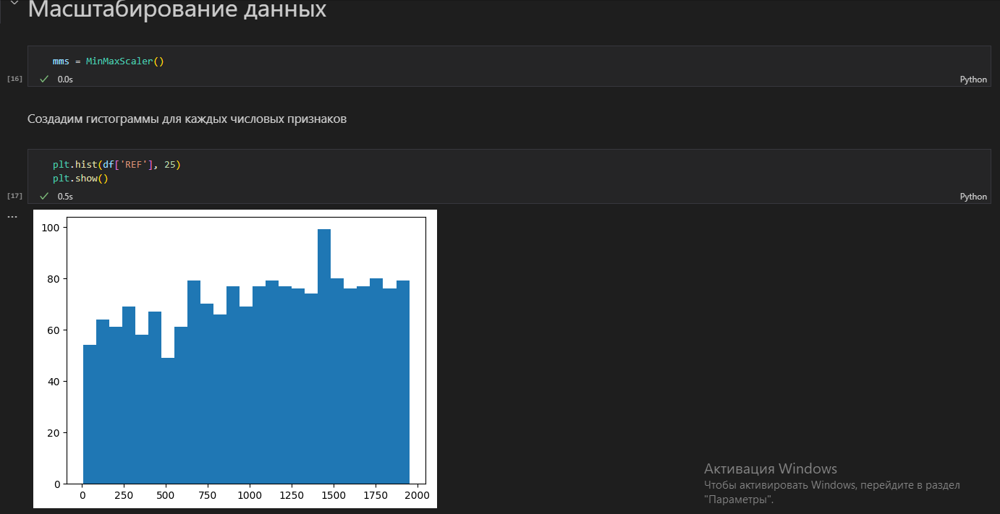 Масштабирование данных
mms = MinMaxScaler()
[16]
0.0s
Python
Создадим гистограммы для каждых числовых признаков
plt.hist(df['REF'], 25)
plt.show()
[17]
0.5s
Python
...
100
80
60
40
20
0
0 250 500 750 1000 1250 1500 1750 2000
Активация Windows
Чтобы активировать Windows, перейдите в раздел
"Параметры".